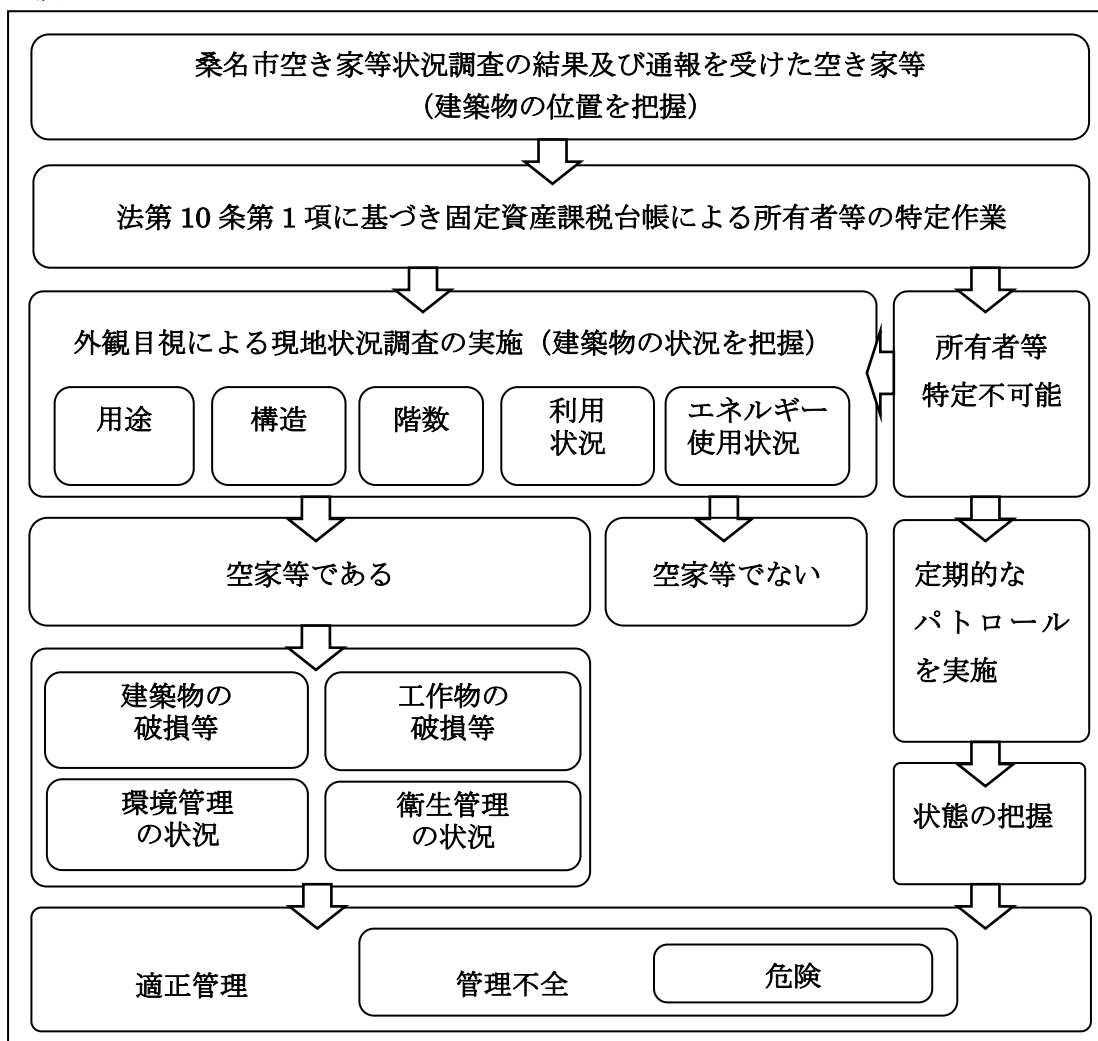 桑名市空き家等状況調査の結果及び通報を受けた空き家等
（建築物の位置を把握）
法第 10 条第 1 項に基づき固定資産課税台帳による所有者等の特定作業
外観目視による現地状況調査の実施（建築物の状況を把握）
用途
構造
階数
利用
状況
エネルギー
使用状況
所有者等
特定不可能
空家等である
空家等でない
定期的な
パトロール
を実施
建築物の
破損等
工作物の
破損等
環境管理
の状況
衛生管理
の状況
状態の把握
適正管理
管理不全
危険